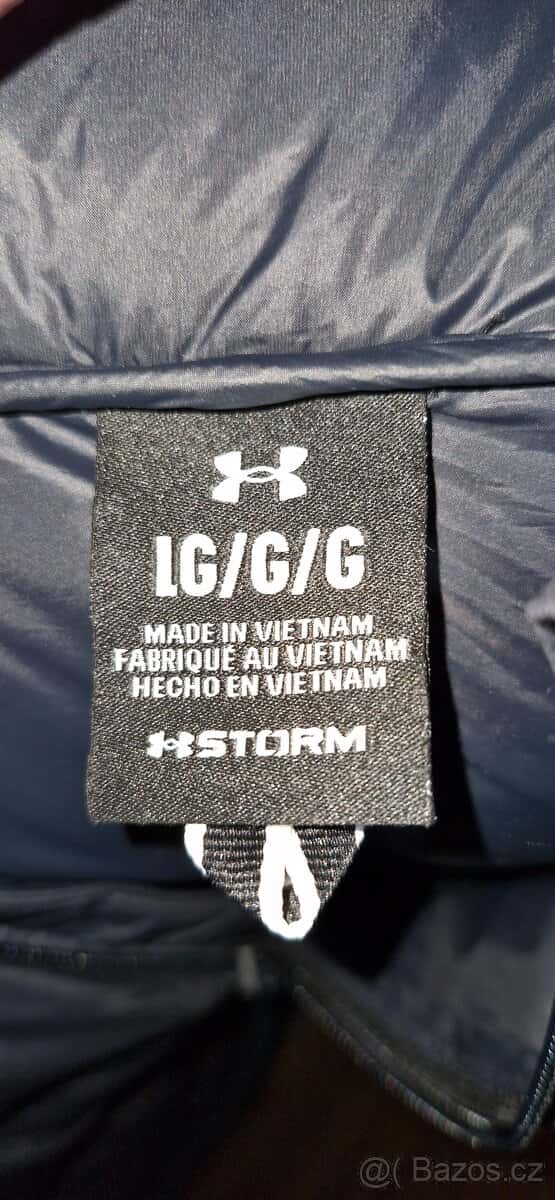 LG/G/G
MADE IN VIETNAM
FABRIQUÉ AU VIETNAM
HECHO EN VIETNAM
STORM
@( Bazos.cz